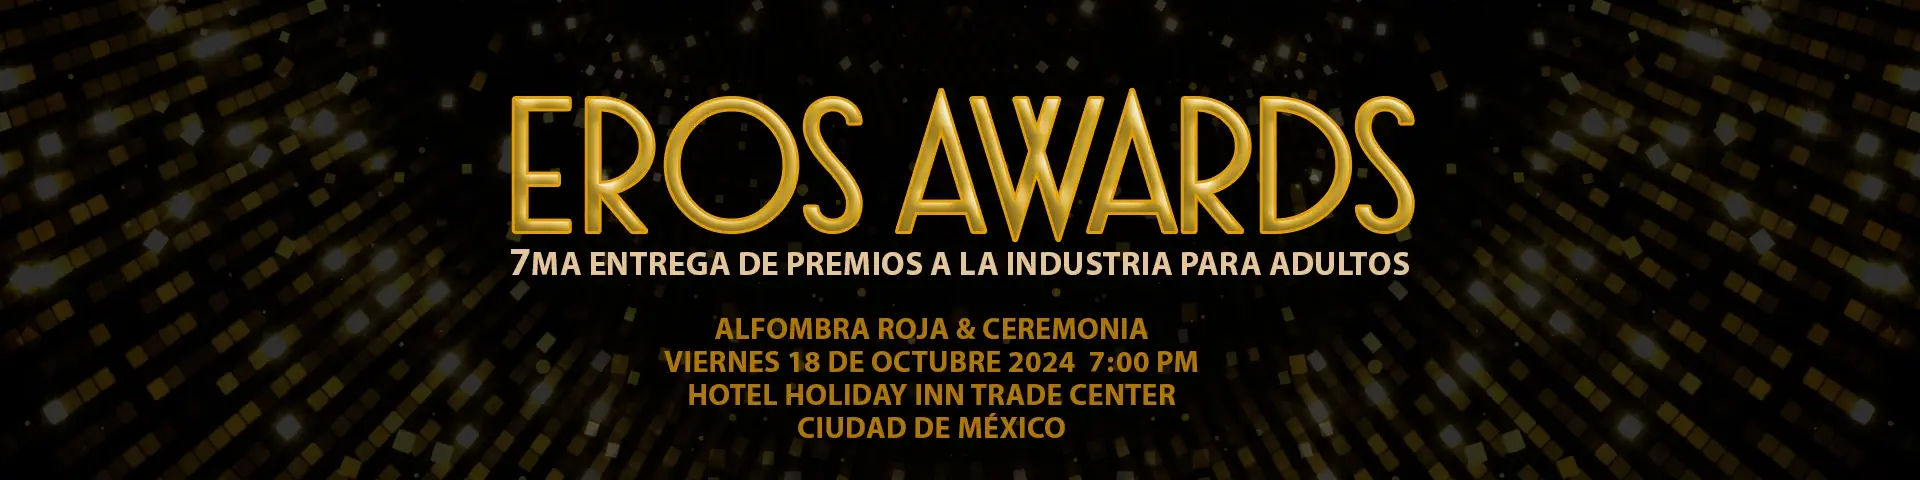 EROS AWARDS
7MA ENTREGA DE PREMIOS A LA INDUSTRIA PARA ADULTOS
ALFOMBRA ROJA & CEREMONIA
VIERNES 18 DE OCTUBRE 2024 7:00 PM
HOTEL HOLIDAY INN TRADE CENTER
CIUDAD DE MÉXICO